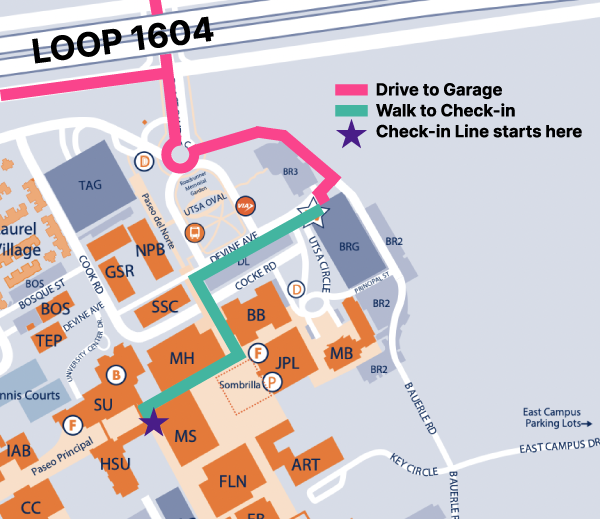 LOOP 1604
Drive to Garage
Walk to Check-in
Check-in Line starts here
D
TAG
BR3
Roadrunner
Memorial
Garden
UTSA OVAL
VIA
Paseo del Norte
NPB
GSR
DEVINE AVE
DL
COCKE RD
UTSA CIRCLE
BRG
BR2
PRINCIPAL ST
BR2
BR2
aurel
Village
BOS
BOSQUE ST
BOS
DEVINE AVE
TEP
COOK RD
UNIVERSITY CENTER DR
SSC
D
BB
MH
F
JPL
P
MB
Sombrilla
nnis Courts
B
SU
F
MS
IAB
Paseo Principal
HSU
CC
FLN
ART
EB
BAUERLE RD
KEY CIRCLE
East Campus
Parking Lots→
EAST CAMPUS DR
BAUERLE R